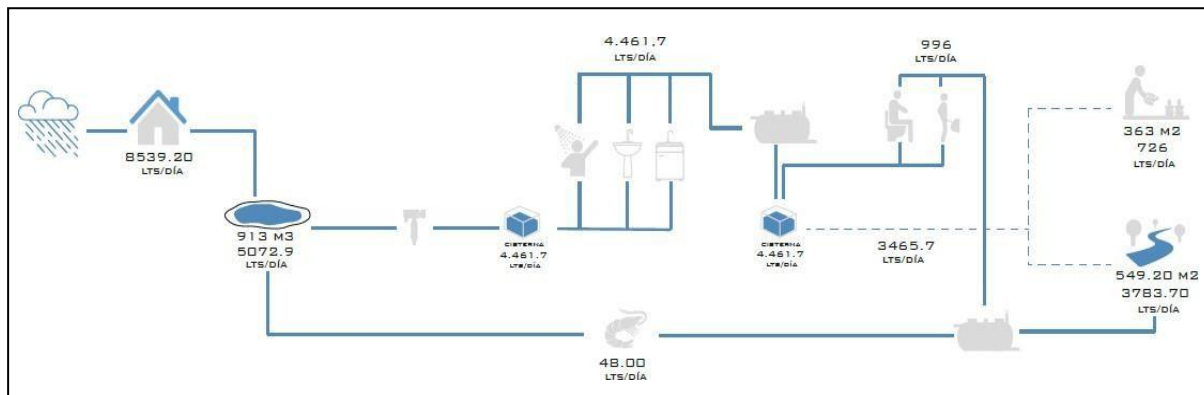 4.461,7
LTS/DÍA
996
LTS/DÍA
8539.20
LTS/DÍA
363 M2
726
LTS/DÍA
913 M3
5072.9
LTS/DÍA
CISTERNA
4.461.7
LTS/DÍA
CISTERNA
4.461.7
LTS/DÍA
3465.7
LTS/DÍA
549.20 M2
3783.70
LTS/DÍA
48.00
LTS/DÍA